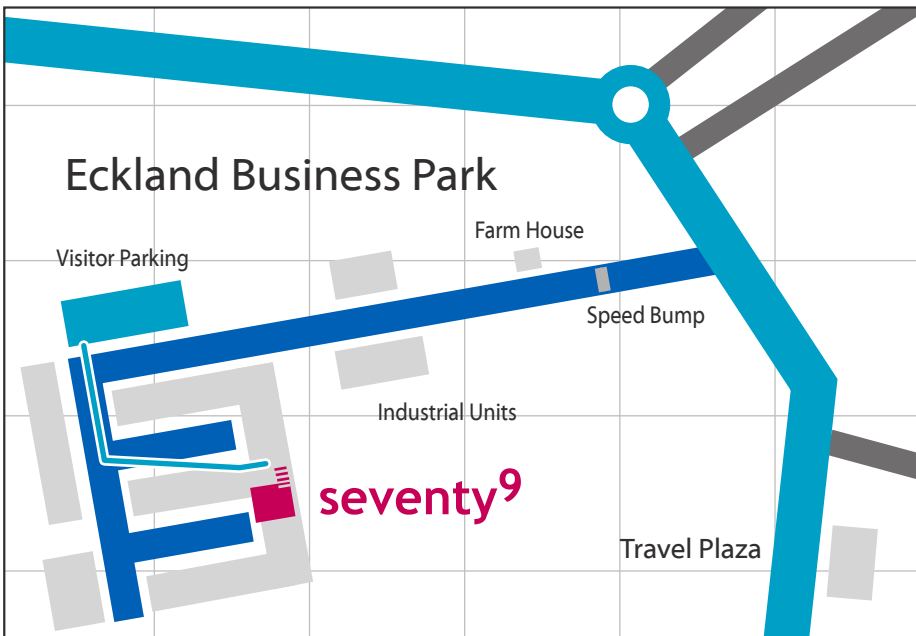 Eckland Business Park
Farm House
Visitor Parking
Speed Bump
Industrial Units
seventy9
Travel Plaza